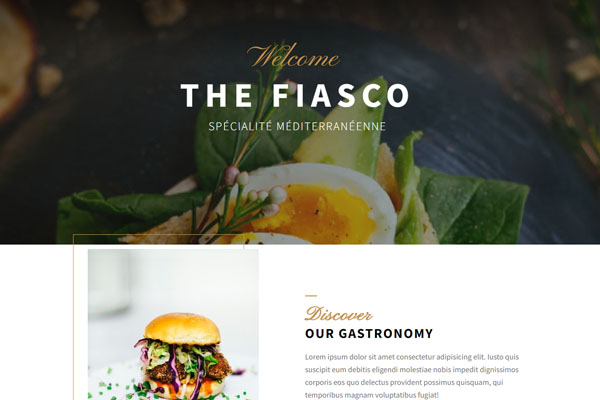 Welcome
THE FIASCO
SPÉCIALITÉ MÉDITERRANÉENNE
Discover
OUR GASTRONOMY
Lorem ipsum dolor sit amet consectetur adipisicing elit. Iusto quis
suscipit eum debitis eligendi molestiae nobis impedit dignissimos
corporis eos quo delectus provident possimus quisquam, qui
temporibus magnam voluptatibus fugiat!